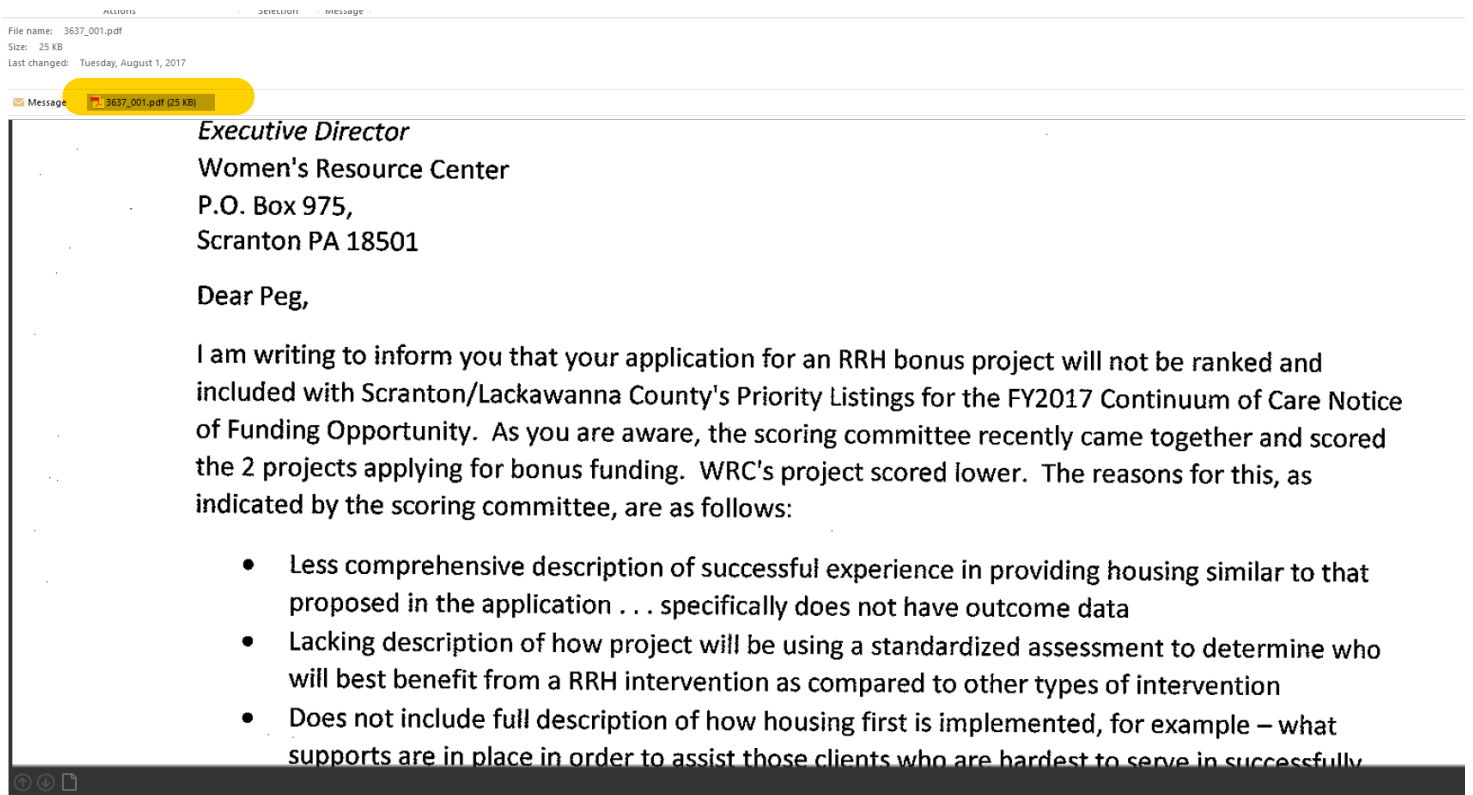 Actions Selection Message
File name: 3637_001.pdf
Size: 25 KB
Last changed: Tuesday, August 1, 2017
Message 3637_001.pdf (25 KB)
Executive Director
Women's Resource Center
P.O. Box 975,
Scranton PA 18501
Dear Peg,
I am writing to inform you that your application for an RRH bonus project will not be ranked and
included with Scranton/Lackawanna County's Priority Listings for the FY2017 Continuum of Care Notice
of Funding Opportunity. As you are aware, the scoring committee recently came together and scored
the 2 projects applying for bonus funding. WRC's project scored lower. The reasons for this, as
indicated by the scoring committee, are as follows:
• Less comprehensive description of successful experience in providing housing similar to that
proposed in the application . . . specifically does not have outcome data
• Lacking description of how project will be using a standardized assessment to determine who
will best benefit from a RRH intervention as compared to other types of intervention
• Does not include full description of how housing first is implemented, for example – what
supports are in place in order to assist those clients who are hardest to serve in successfully